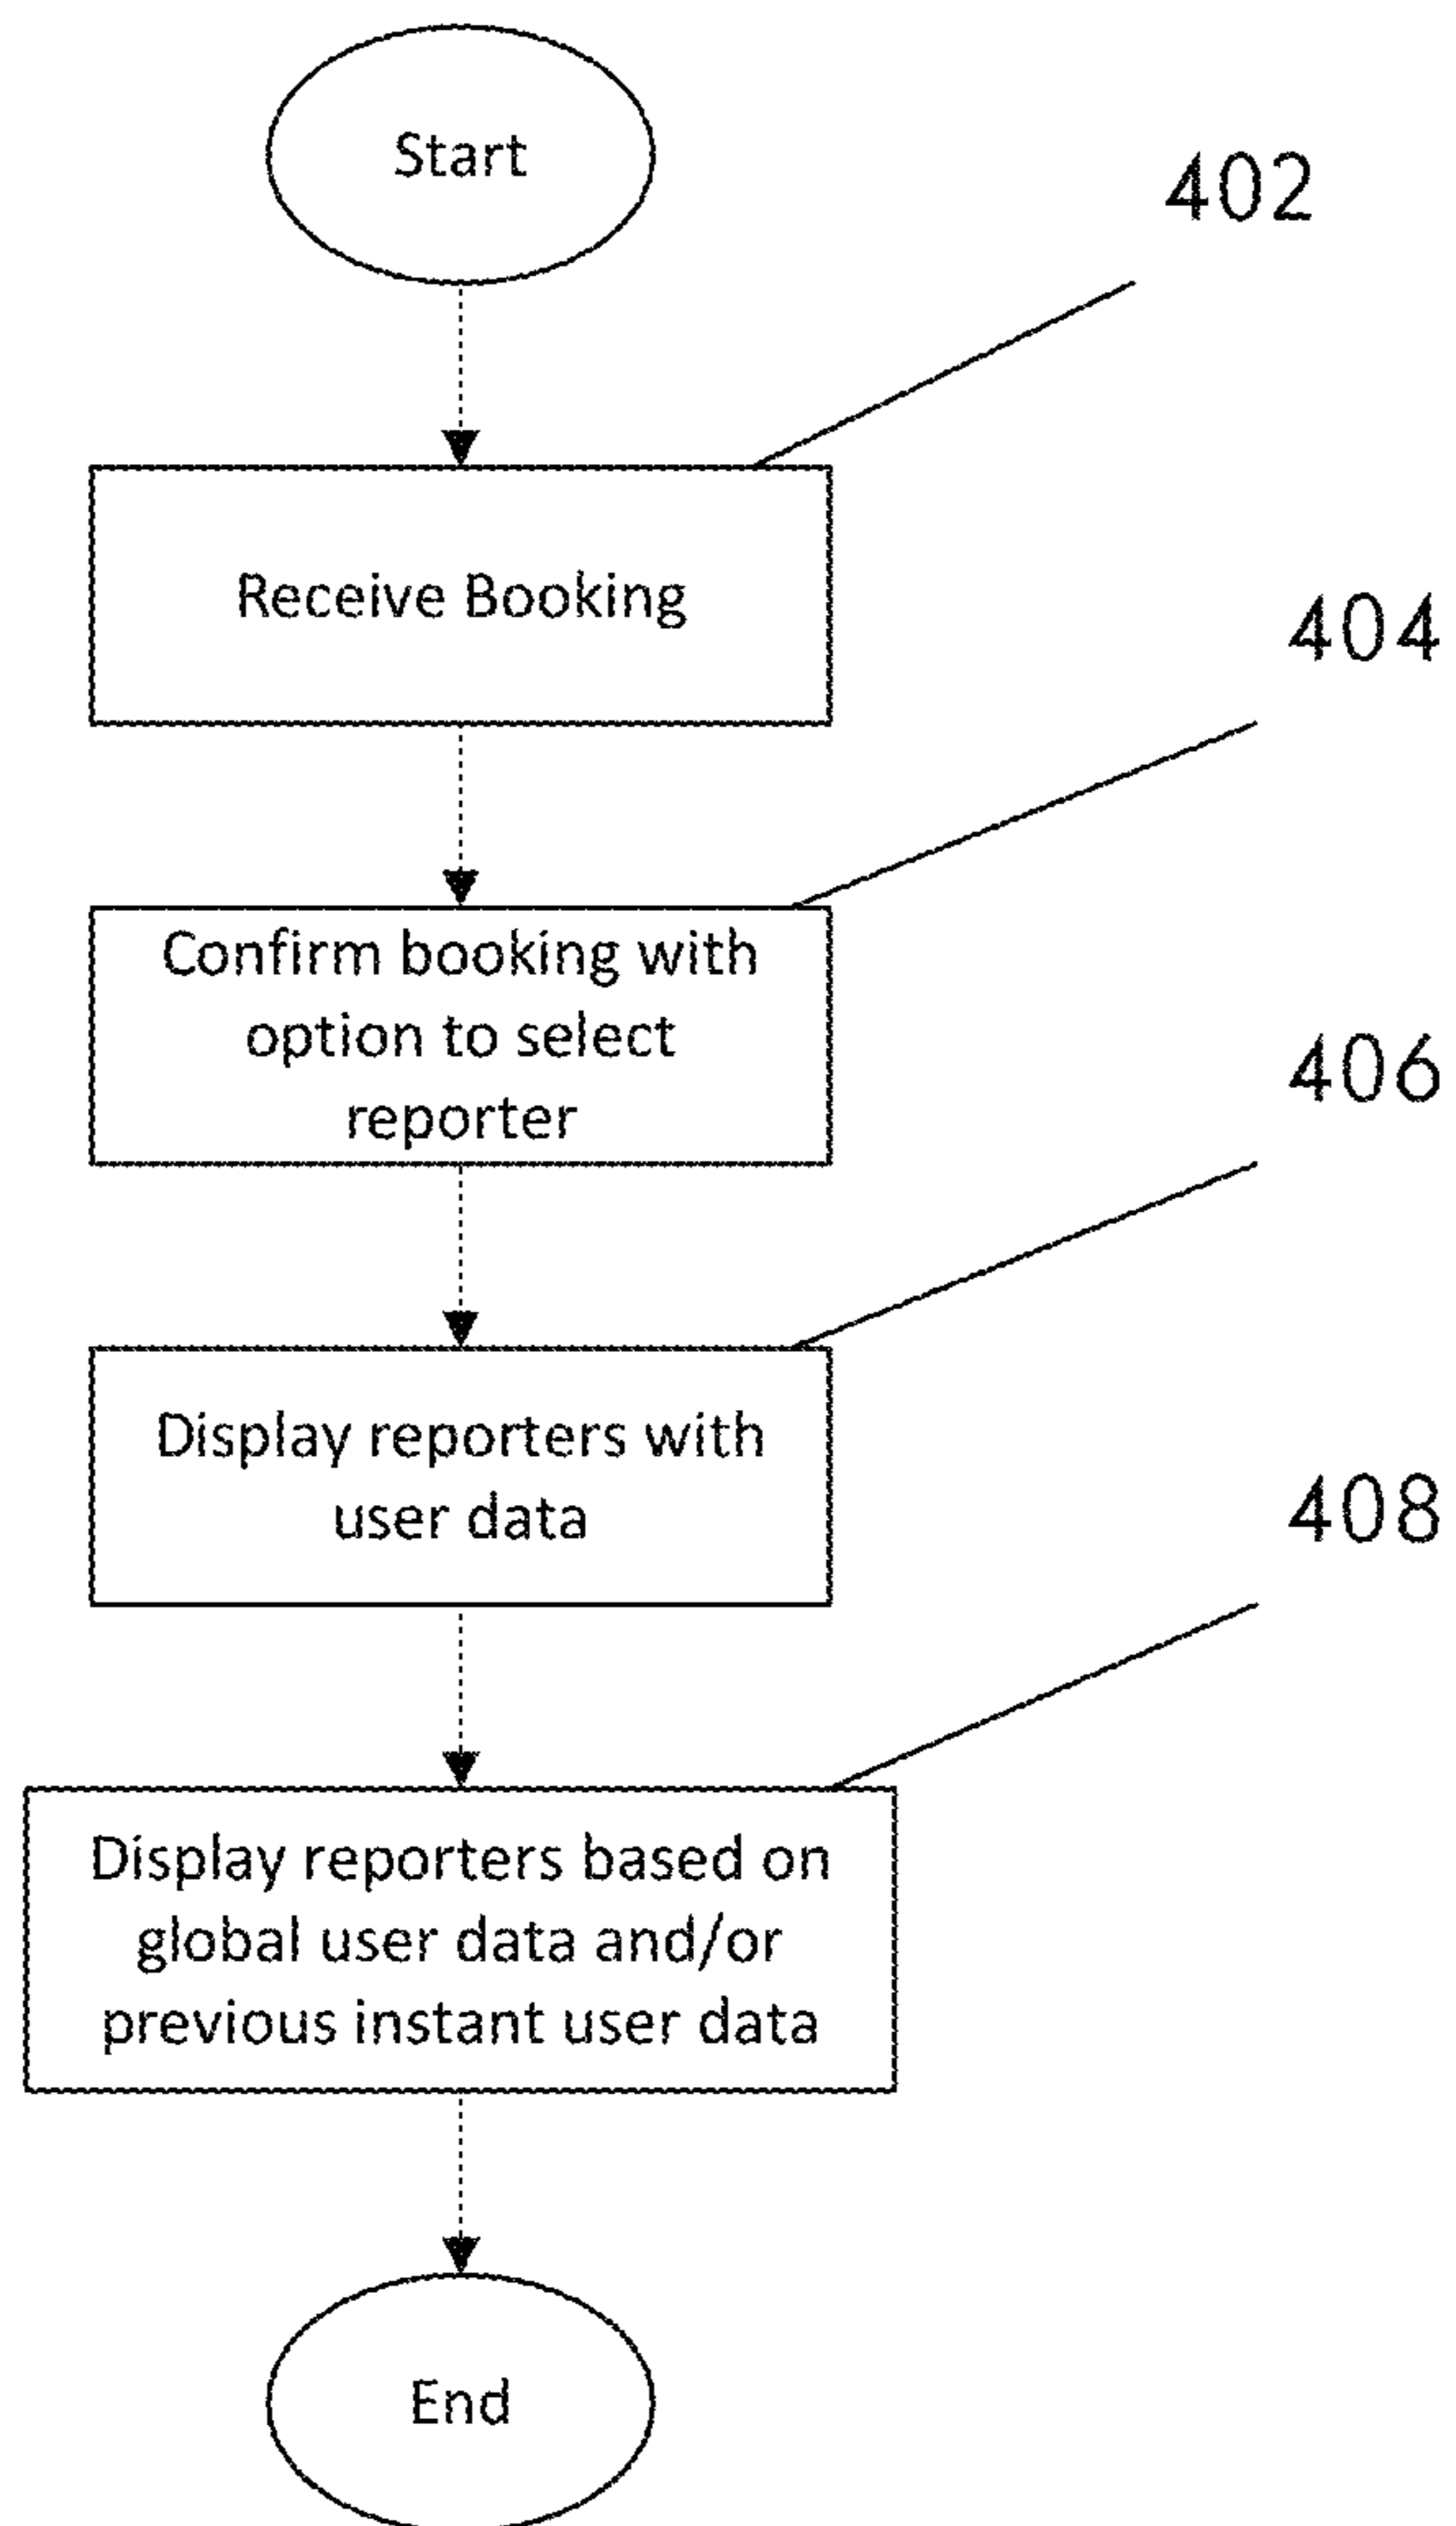 Start
402
Receive Booking
404
Confirm booking with
option to select
reporter
406
Display reporters with
user data
408
Display reporters based on
global user data and/or
previous instant user data
End